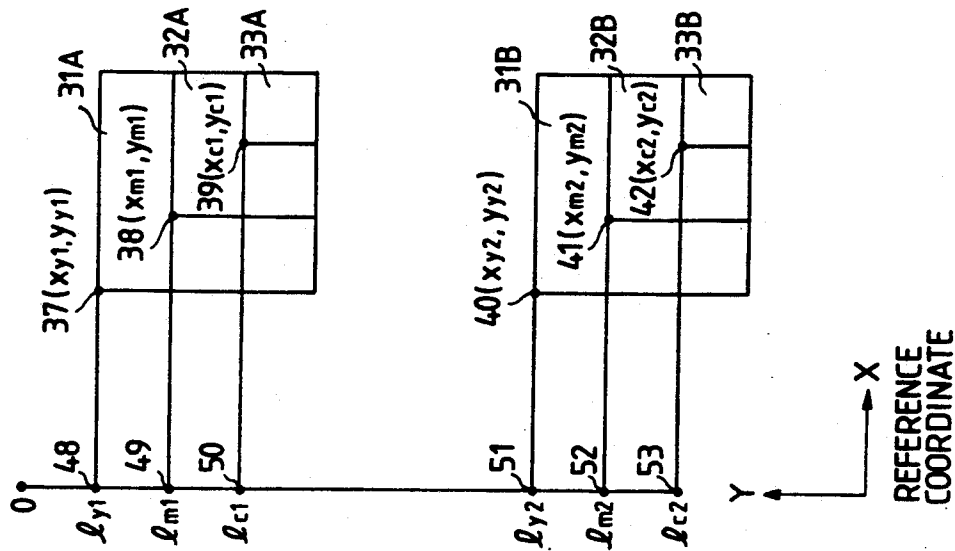 0
ℓy1
48
ℓm1
49
ℓc1
50
37(xy1,yy1)
31A
38(xm1,ym1)
32A
39(xc1,yc1)
33A
ℓy2
51
ℓm2
52
ℓc2
53
40(xy2,yy2)
31B
41(xm2,ym2)
32B
42(xc2,yc2)
33B
Y
X
REFERENCE
COORDINATE